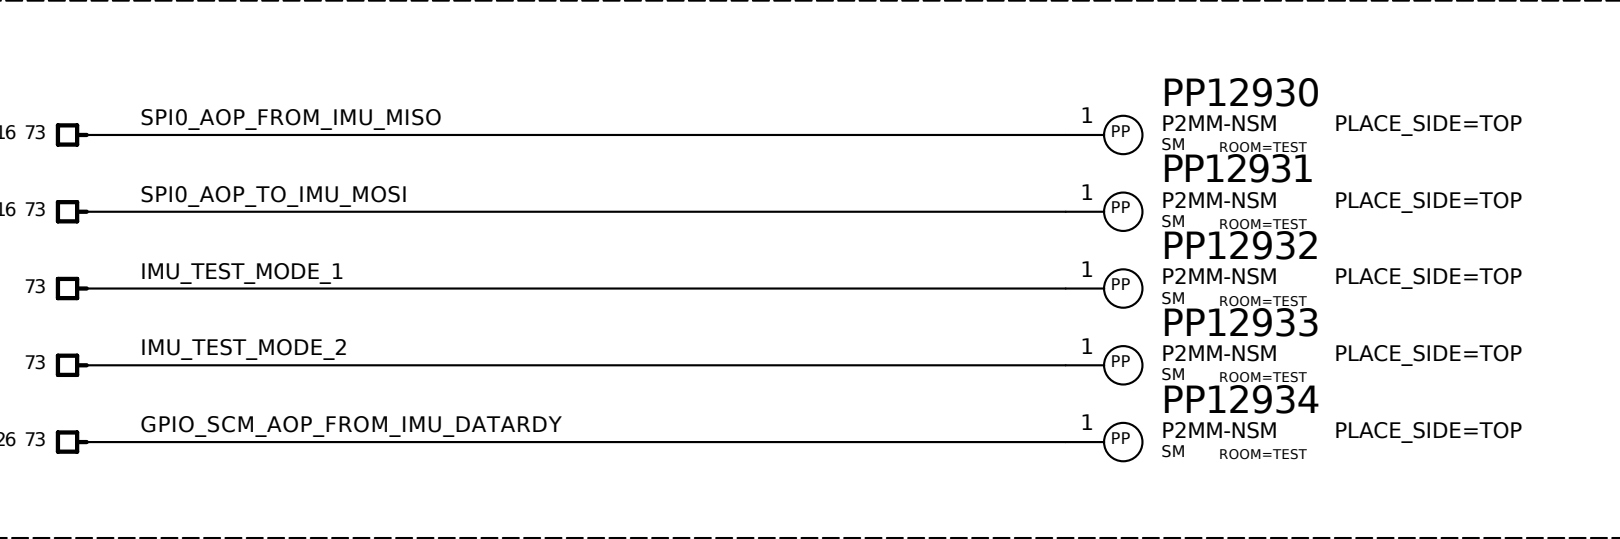 PP12930
SPI0_AOP_FROM_IMU_MISO 1 P2MM-NSM PLACE_SIDE=TOP
16 73 PP
SM ROOM=TEST
PP12931
SPI0_AOP_TO_IMU_MOSI 1 P2MM-NSM PLACE_SIDE=TOP
16 73 PP
SM ROOM=TEST
PP12932
IMU_TEST_MODE_1 1 P2MM-NSM PLACE_SIDE=TOP
73 PP
SM ROOM=TEST
PP12933
IMU_TEST_MODE_2 1 P2MM-NSM PLACE_SIDE=TOP
73 PP
SM ROOM=TEST
PP12934
GPIO_SCM_AOP_FROM_IMU_DATARDY 1 P2MM-NSM PLACE_SIDE=TOP
26 73 PP
SM ROOM=TEST